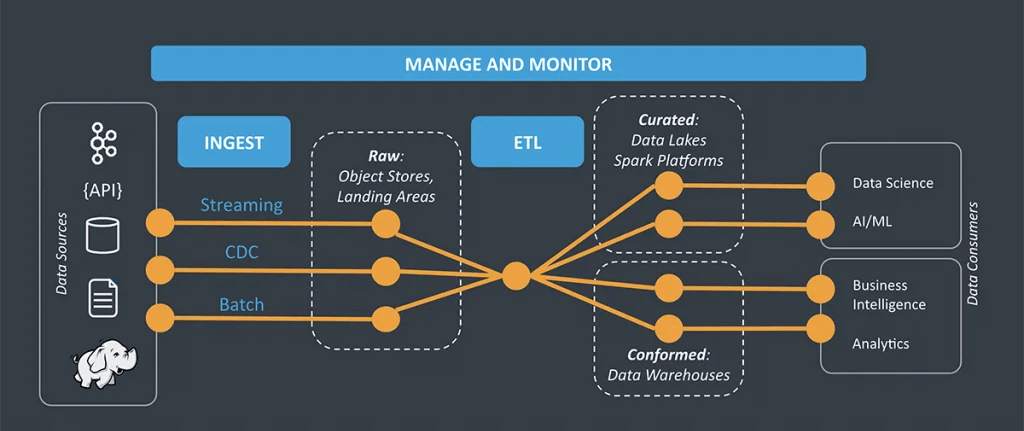 MANAGE AND MONITOR
Data Sources
{API}
INGEST
Streaming
CDC
Batch
Raw:
Object Stores,
Landing Areas
ETL
Curated:
Data Lakes
Spark Platforms
Conformed:
Data Warehouses
Data Science
AI/ML
Business
Intelligence
Analytics
Data Consumers